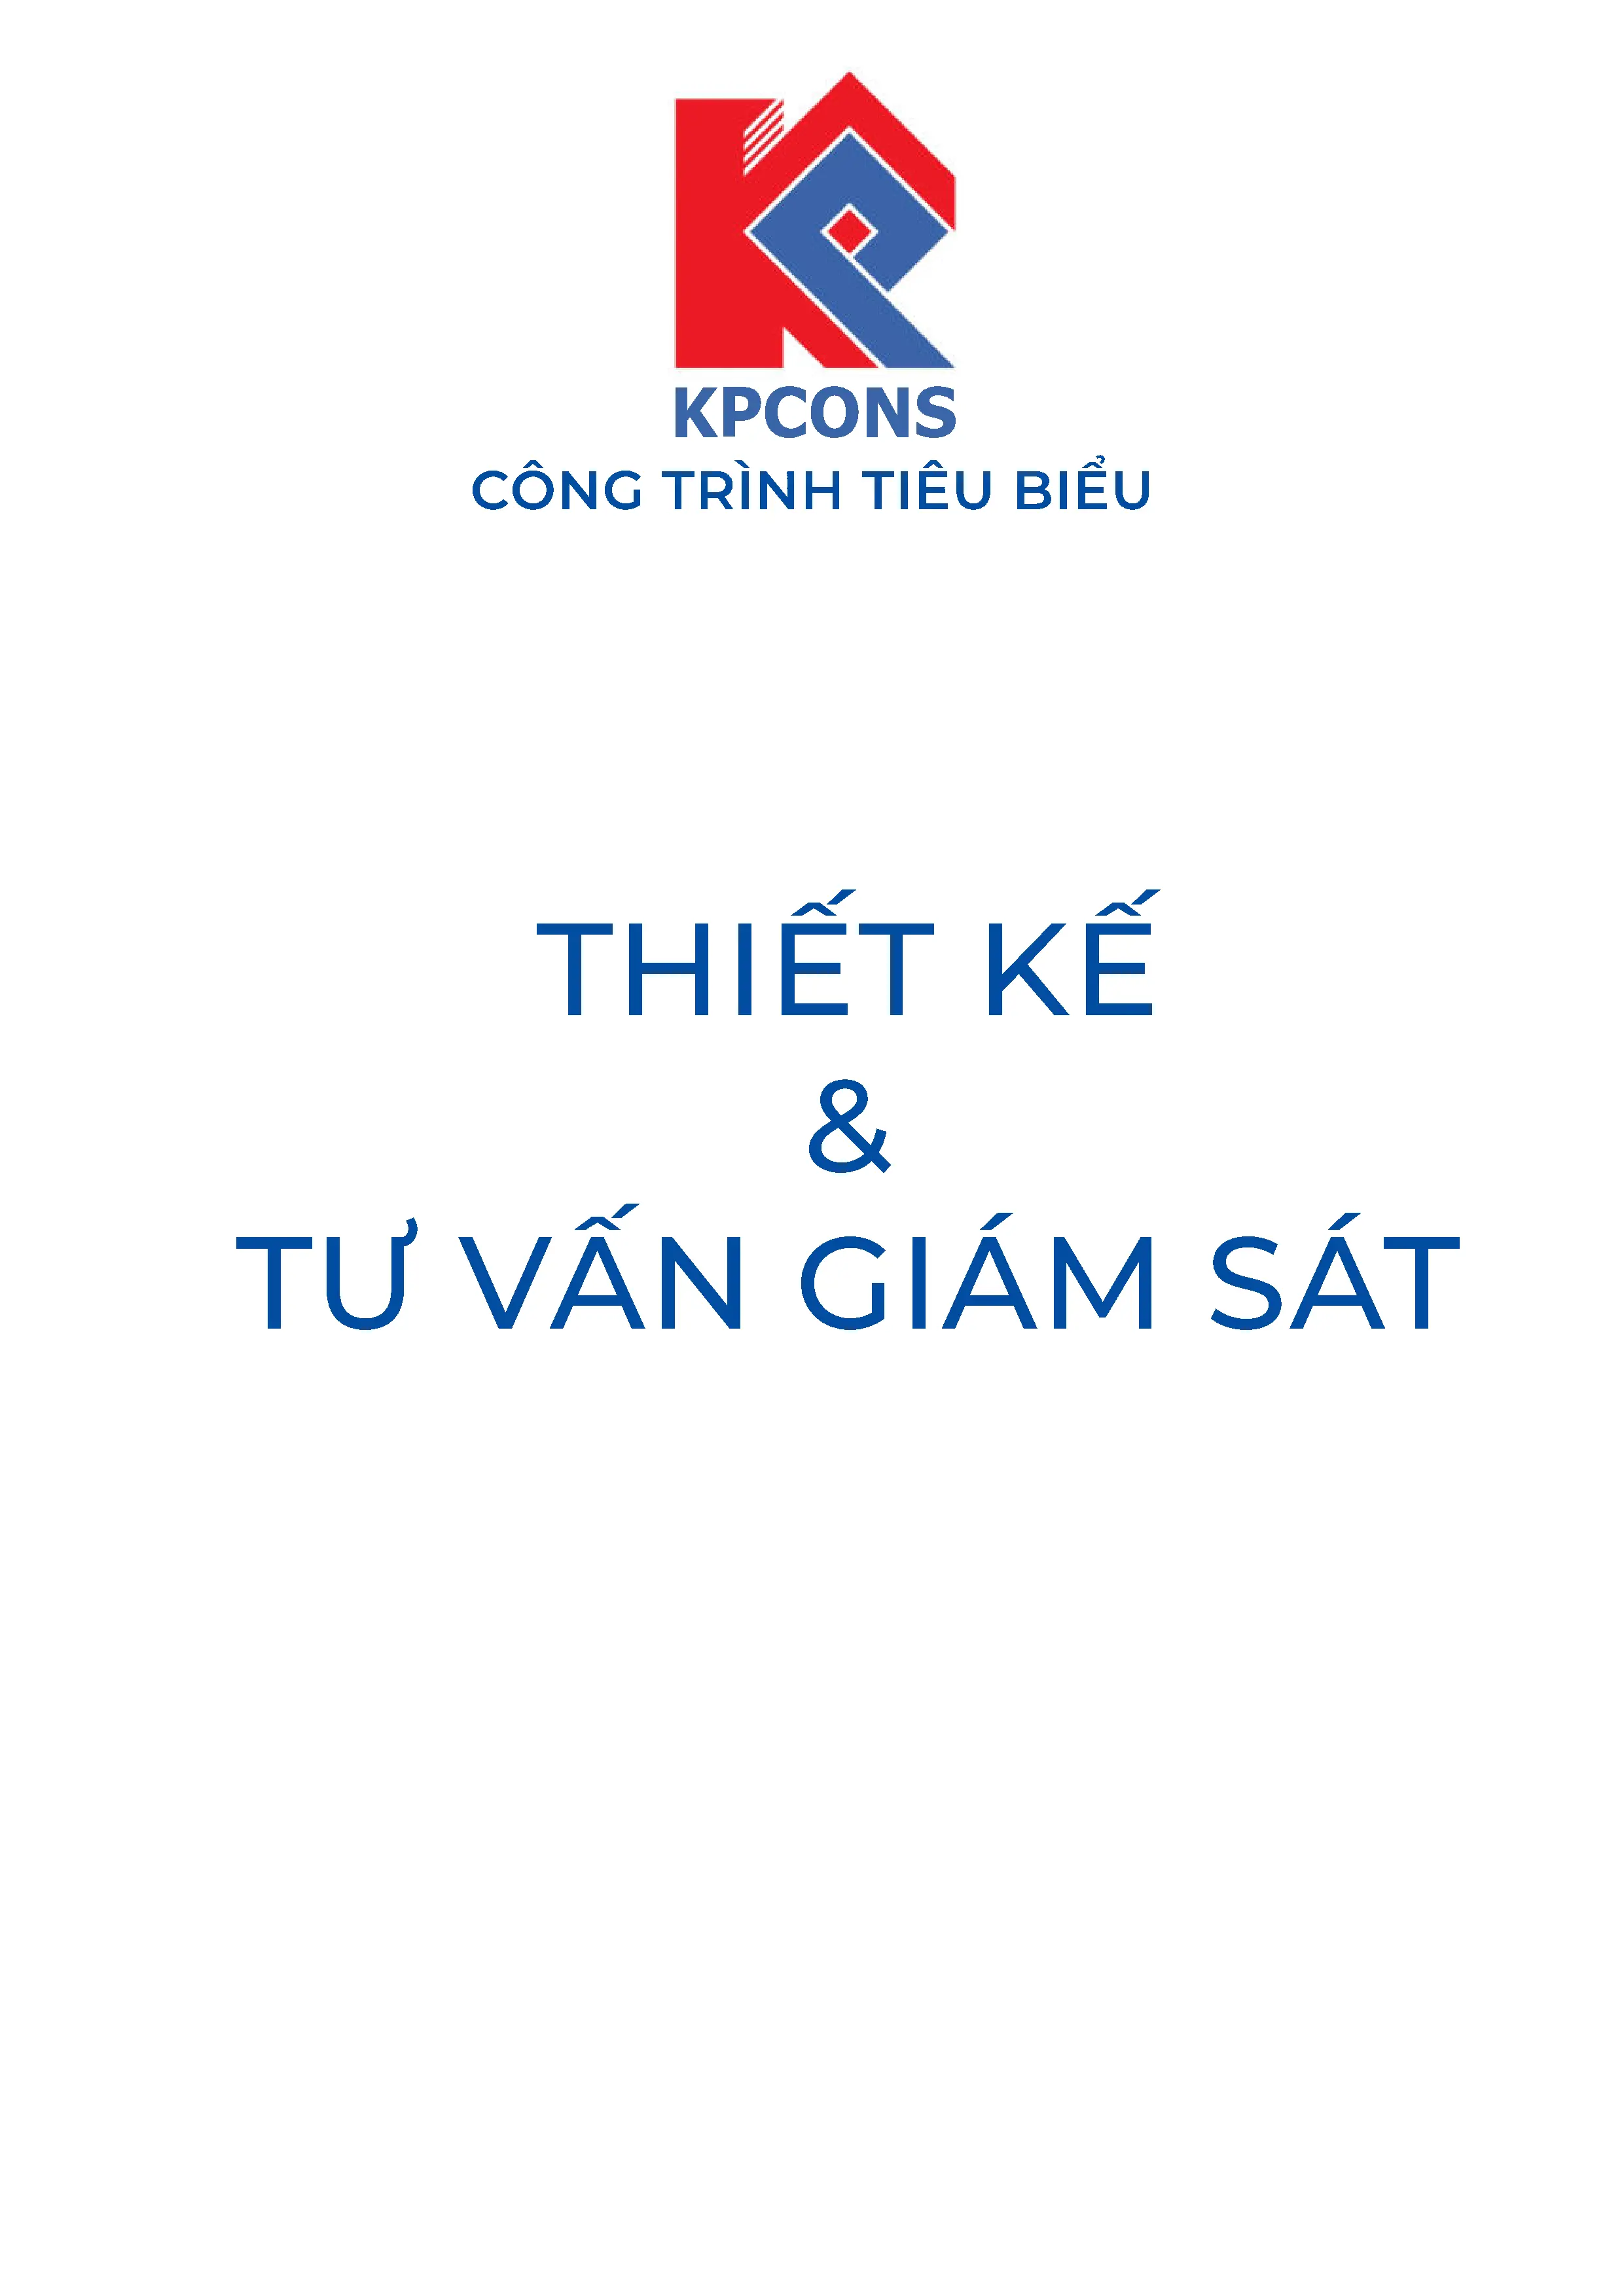 KPCONS
CÔNG TRÌNH TIÊU BIỂU
THIẾT KẾ
&
TƯ VẤN GIÁM SÁT